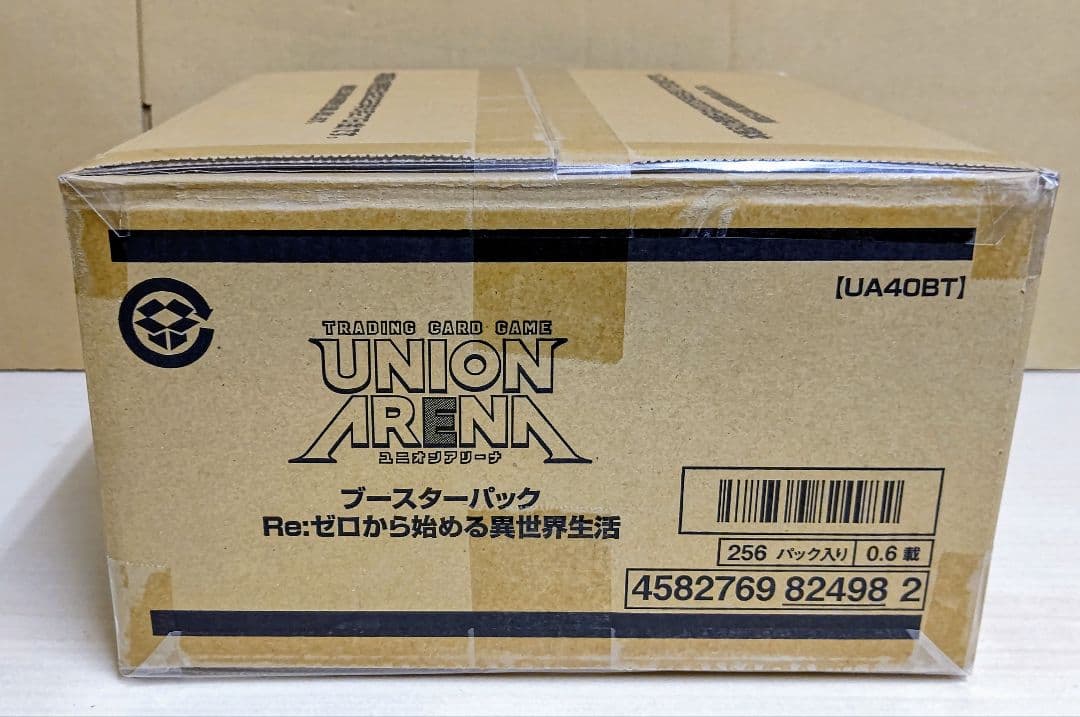 【UA40BT】
TRADING CARD GAME
UNION
ARENA
ユニオンアリーナ
ブースターパック
Re:ゼロから始める異世界生活
256 パック入り 0.6 載
4582769 82498 2